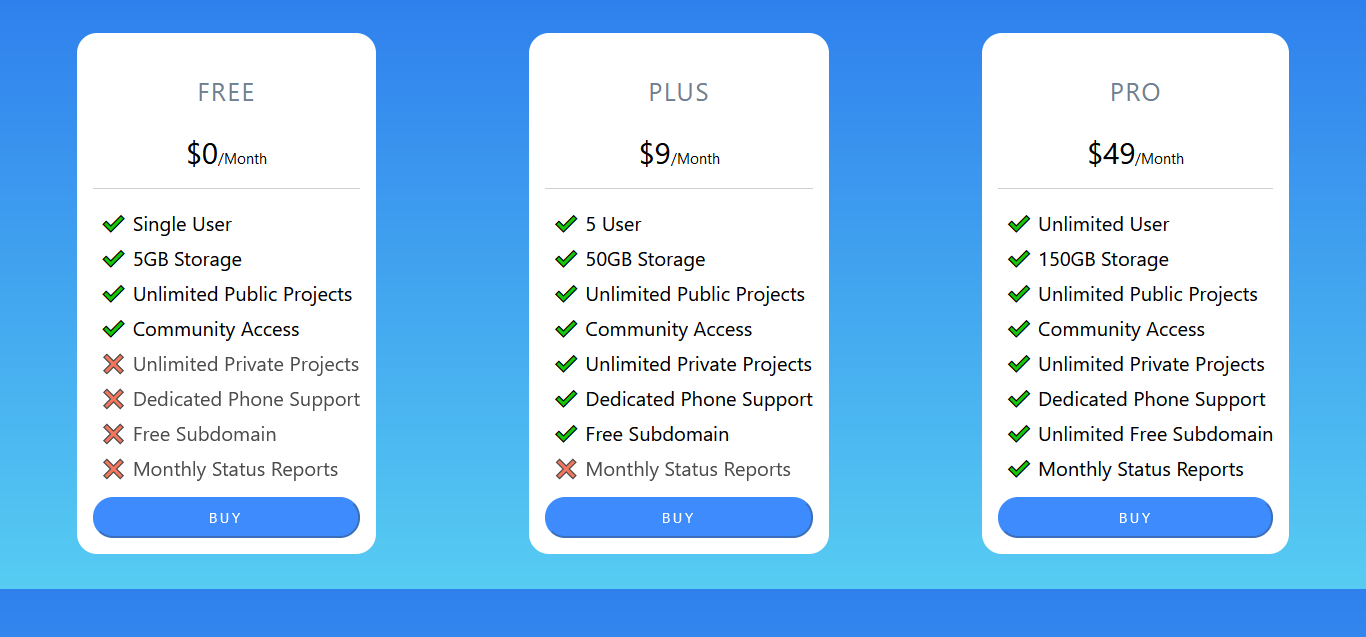 FREE
$0/Month
Single User
5GB Storage
Unlimited Public Projects
Community Access
Unlimited Private Projects
Dedicated Phone Support
Free Subdomain
Monthly Status Reports
BUY
PLUS
$9/Month
5 User
50GB Storage
Unlimited Public Projects
Community Access
Unlimited Private Projects
Dedicated Phone Support
Free Subdomain
Monthly Status Reports
BUY
PRO
$49/Month
Unlimited User
150GB Storage
Unlimited Public Projects
Community Access
Unlimited Private Projects
Dedicated Phone Support
Unlimited Free Subdomain
Monthly Status Reports
BUY